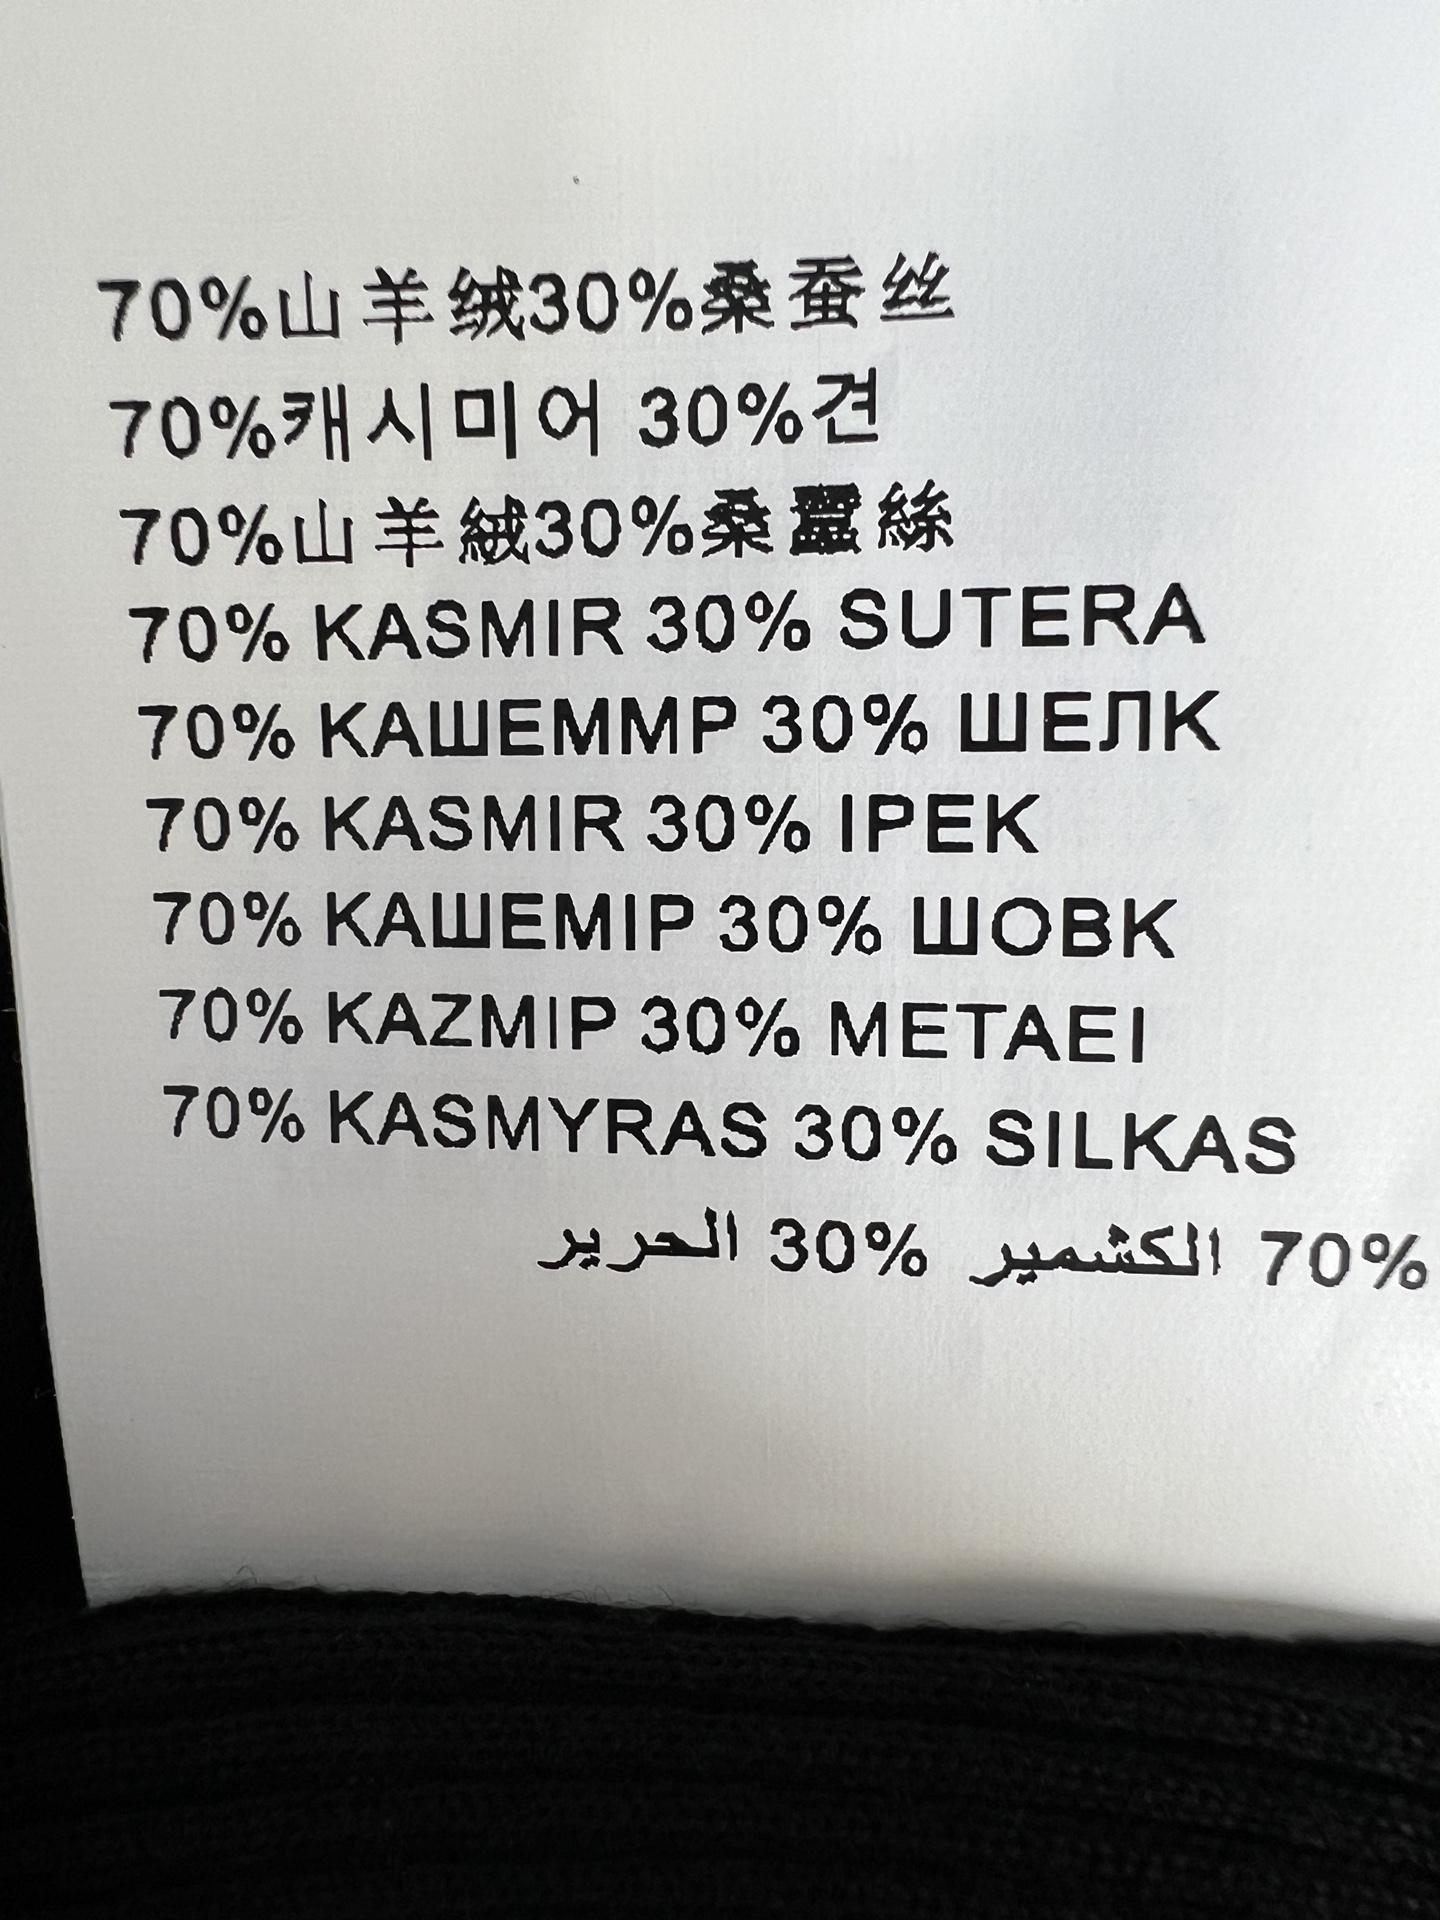 70%山羊绒30%桑蚕丝
70%캐시미어 30%견
70%山羊絨30%桑蠶絲
70% KASMIR 30% SUTERA
70% КАШЕММР 30% ШЕЛК
70% KASMIR 30% IPEK
70% КАШЕМІР 30% ШОВК
70% KAZMIP 30% METAEI
70% KASMYRAS 30% SILKAS
70% الكشمير 30% الحرير